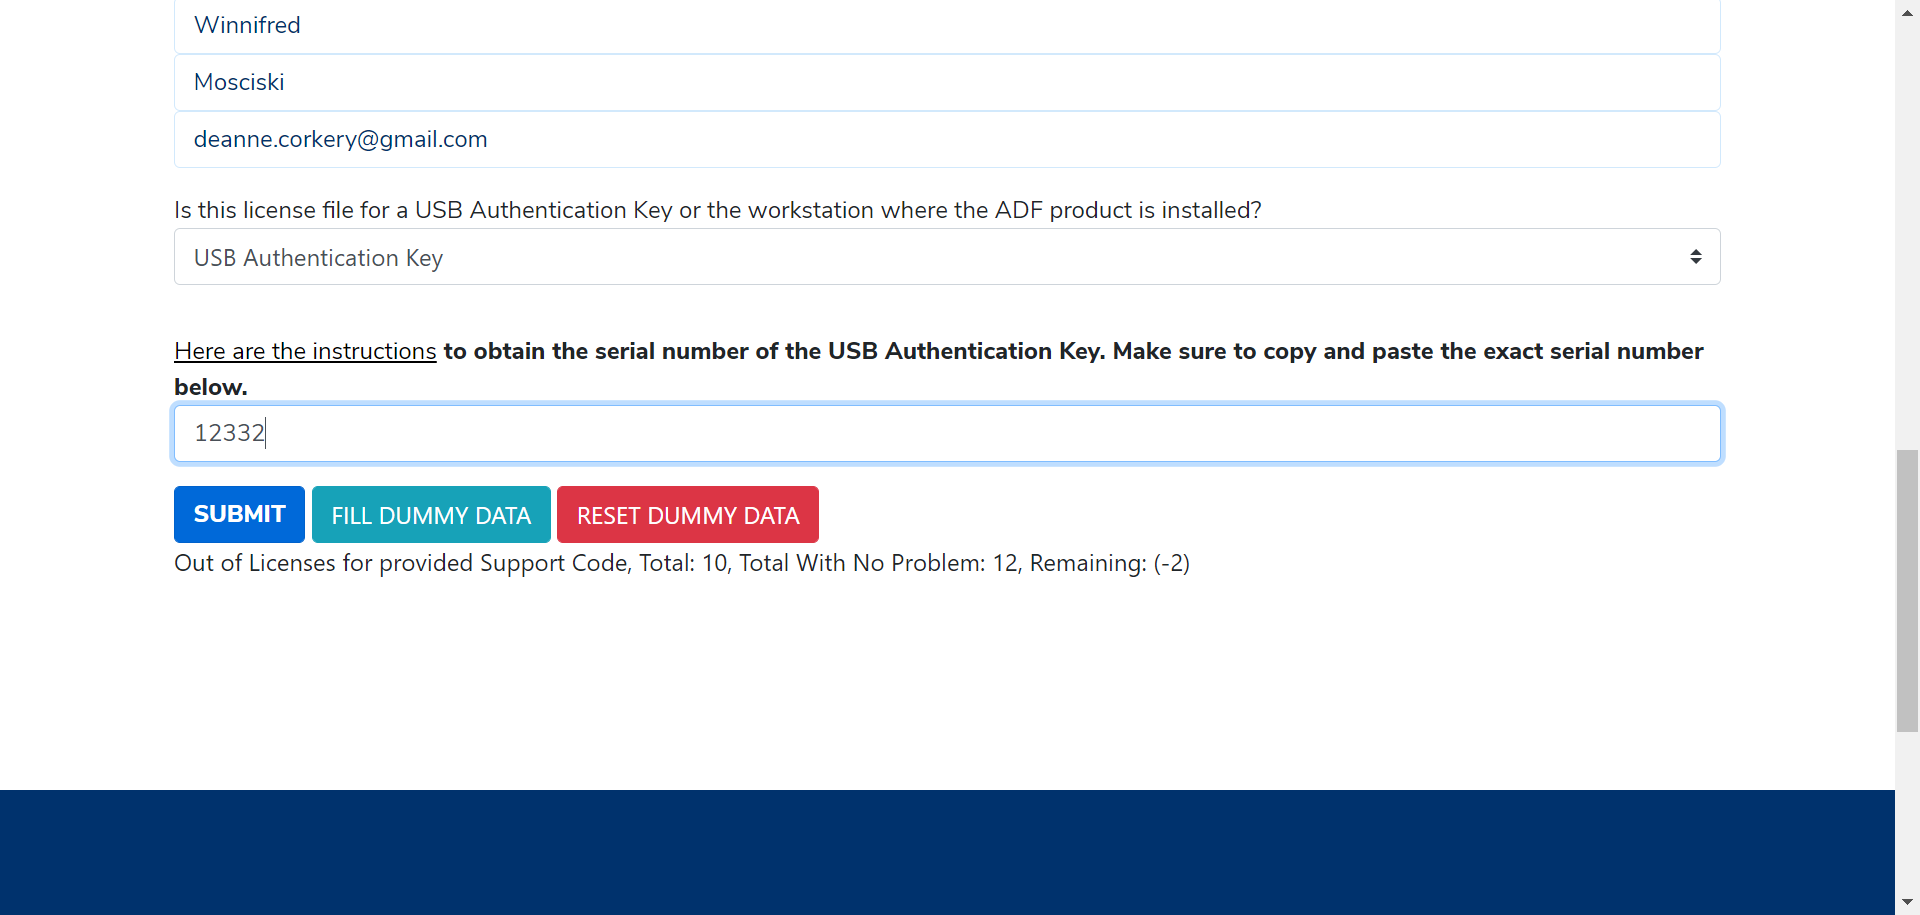 Winnifred
Mosciski
deanne.corkery@gmail.com
Is this license file for a USB Authentication Key or the workstation where the ADF product is installed?
USB Authentication Key
Here are the instructions to obtain the serial number of the USB Authentication Key. Make sure to copy and paste the exact serial number
below.
12332
SUBMIT FILL DUMMY DATA RESET DUMMY DATA
Out of Licenses for provided Support Code, Total: 10, Total With No Problem: 12, Remaining: (-2)